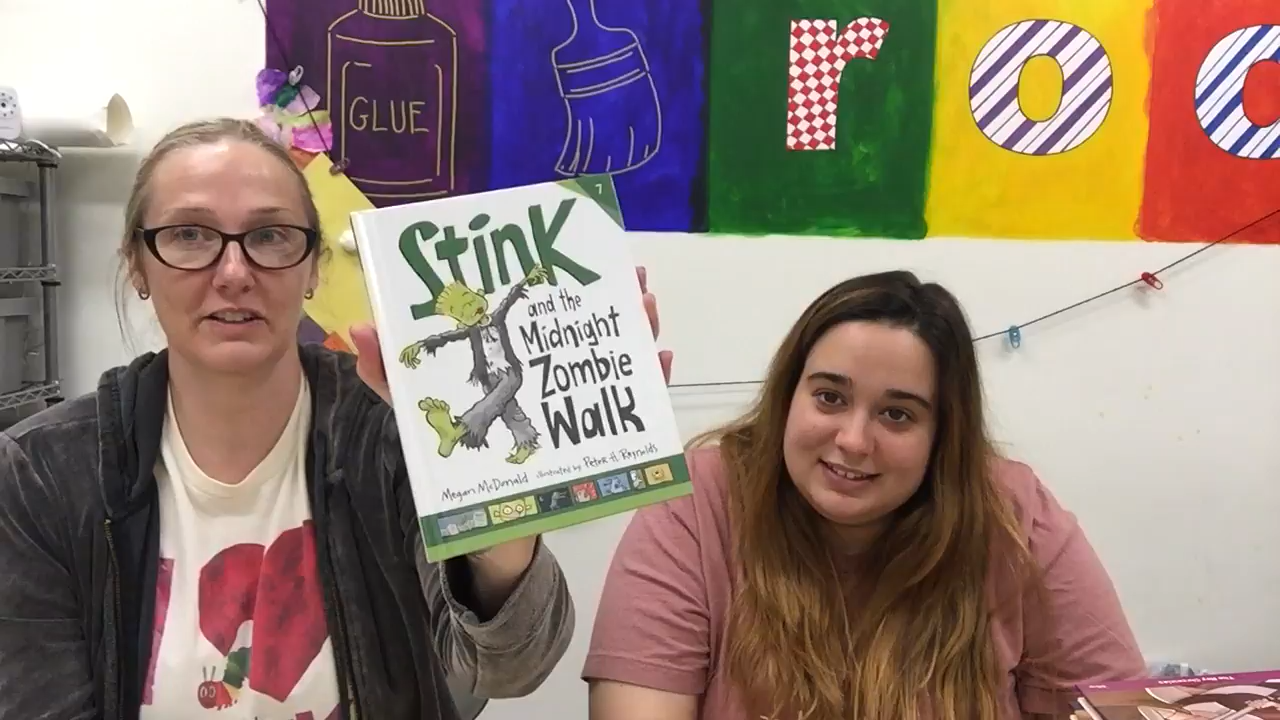 GLUE
roo
7
Stink
and the
Midnight
Zombie
Walk
Megan McDonald illustrated by Peter H. Reynolds